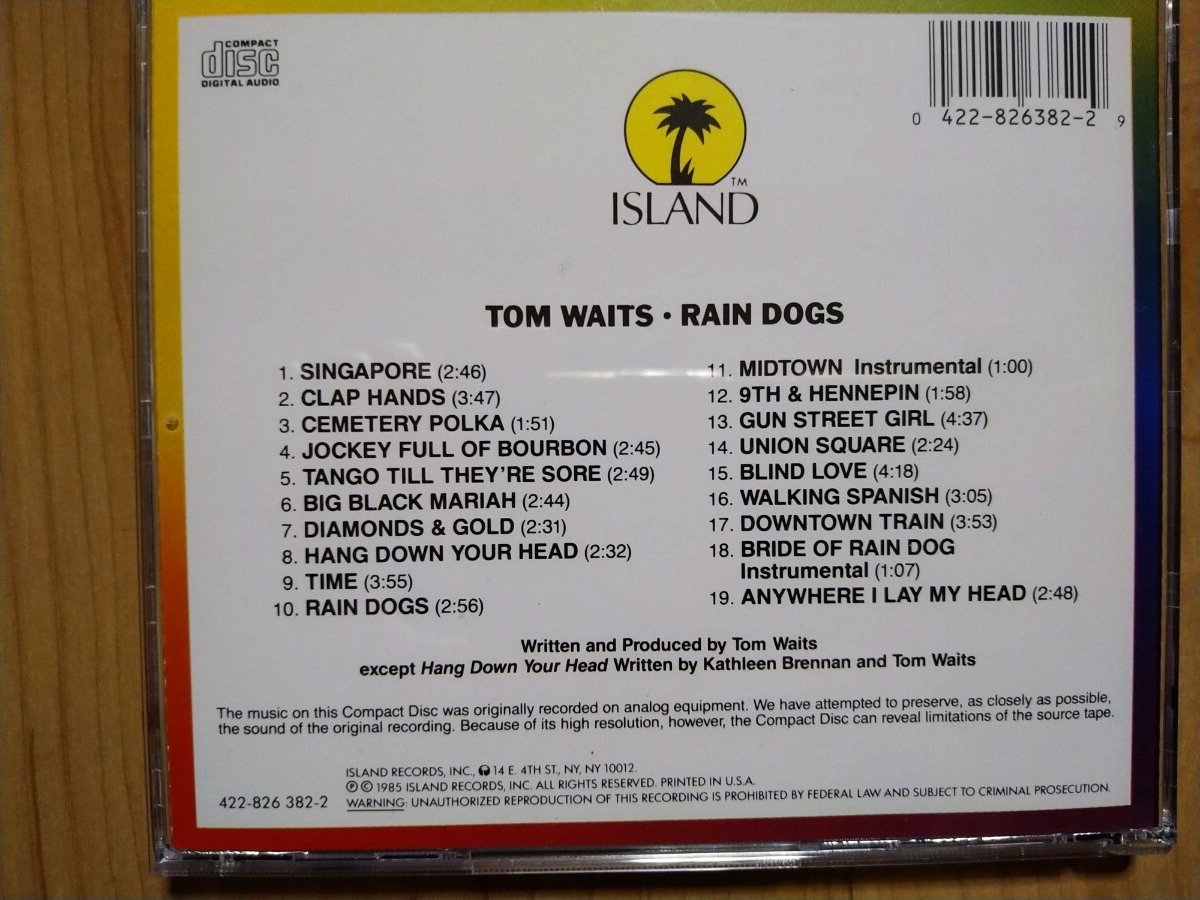 COMPACT
disc
DIGITAL AUDIO
0 422-826382-2 9
TM
ISLAND
TOM WAITS • RAIN DOGS
1. SINGAPORE (2:46)
2. CLAP HANDS (3:47)
3. CEMETERY POLKA (1:51)
4. JOCKEY FULL OF BOURBON (2:45)
5. TANGO TILL THEY'RE SORE (2:49)
6. BIG BLACK MARIAH (2:44)
7. DIAMONDS & GOLD (2:31)
8. HANG DOWN YOUR HEAD (2:32)
9. TIME (3:55)
10. RAIN DOGS (2:56)
11. MIDTOWN Instrumental (1:00)
12. 9TH & HENNEPIN (1:58)
13. GUN STREET GIRL (4:37)
14. UNION SQUARE (2:24)
15. BLIND LOVE (4:18)
16. WALKING SPANISH (3:05)
17. DOWNTOWN TRAIN (3:53)
18. BRIDE OF RAIN DOG
Instrumental (1:07)
19. ANYWHERE I LAY MY HEAD (2:48)
Written and Produced by Tom Waits
except Hang Down Your Head Written by Kathleen Brennan and Tom Waits
The music on this Compact Disc was originally recorded on analog equipment. We have attempted to preserve, as closely as possible,
the sound of the original recording. Because of its high resolution, however, the Compact Disc can reveal limitations of the source tape.
ISLAND RECORDS, INC., 14 E. 4TH ST., NY, NY 10012.
℗ © 1985 ISLAND RECORDS, INC. ALL RIGHTS RESERVED. PRINTED IN U.S.A.
422-826 382-2 WARNING: UNAUTHORIZED REPRODUCTION OF THIS RECORDING IS PROHIBITED BY FEDERAL LAW AND SUBJECT TO CRIMINAL PROSECUTION.